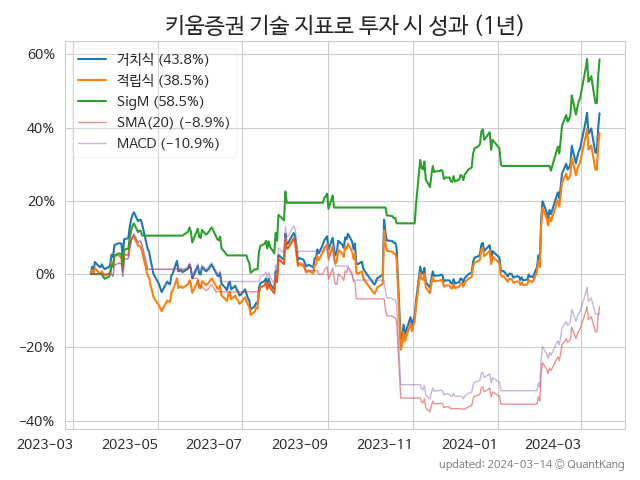 키움증권 기술 지표로 투자 시 성과 (1년)
거치식 (43.8%)
적립식 (38.5%)
SigM (58.5%)
SMA(20) (−8.9%)
MACD (−10.9%)
60%
40%
20%
0%
−20%
−40%
2023-03 2023-05 2023-07 2023-09 2023-11 2024-01 2024-03
updated: 2024-03-14 © QuantKang